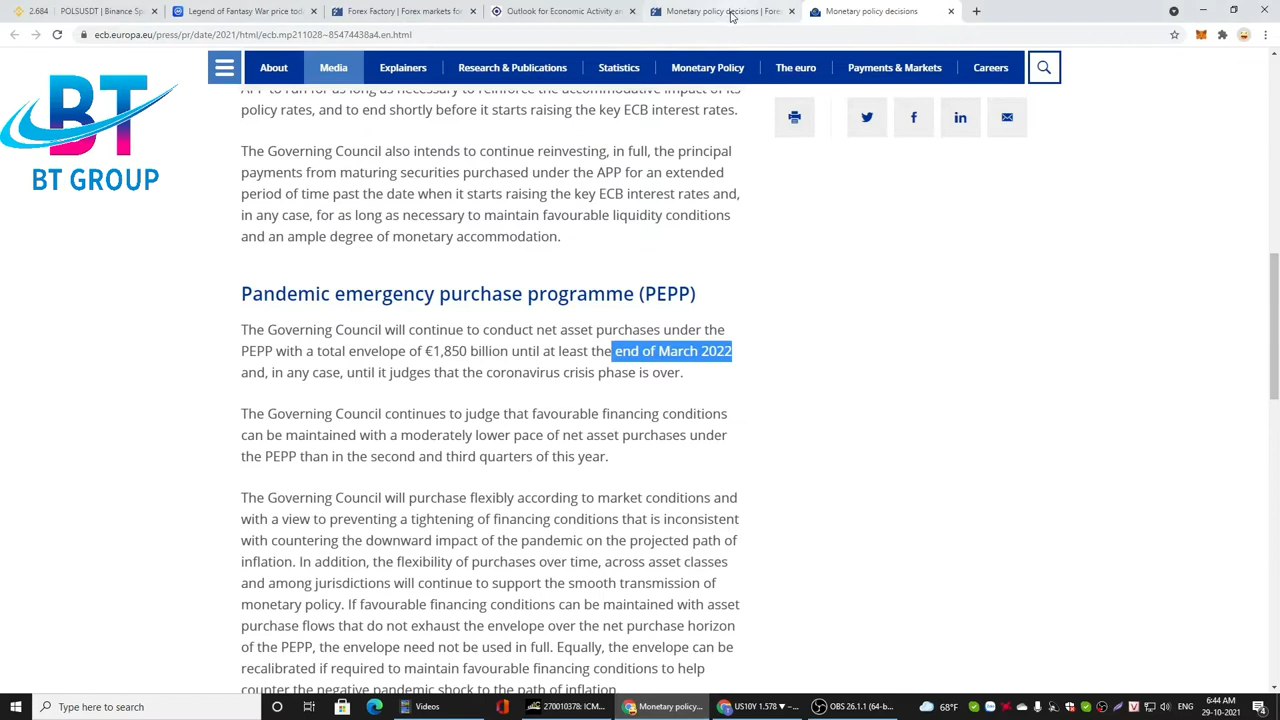 2.684 | POLSUSDT | Binance Sp
Legend of Fantasy War price toda
Forex Factory | Forex markets for
Outlook for Economic Activity an
Monetary policy decisions | Fore
Monetary policy decisions
ecb.europa.eu/press/pr/date/2021/html/ecb.mp211028~85474438a4.en.html
About
Media
Explainers
Research & Publications
Statistics
Monetary Policy
The euro
Payments & Markets
Careers
BT
BT GROUP
APP to run for as long as necessary to reinforce the accommodative impact of its
policy rates, and to end shortly before it starts raising the key ECB interest rates.
The Governing Council also intends to continue reinvesting, in full, the principal
payments from maturing securities purchased under the APP for an extended
period of time past the date when it starts raising the key ECB interest rates and,
in any case, for as long as necessary to maintain favourable liquidity conditions
and an ample degree of monetary accommodation.
Pandemic emergency purchase programme (PEPP)
The Governing Council will continue to conduct net asset purchases under the
PEPP with a total envelope of €1,850 billion until at least the end of March 2022
and, in any case, until it judges that the coronavirus crisis phase is over.
The Governing Council continues to judge that favourable financing conditions
can be maintained with a moderately lower pace of net asset purchases under
the PEPP than in the second and third quarters of this year.
The Governing Council will purchase flexibly according to market conditions and
with a view to preventing a tightening of financing conditions that is inconsistent
with countering the downward impact of the pandemic on the projected path of
inflation. In addition, the flexibility of purchases over time, across asset classes
and among jurisdictions will continue to support the smooth transmission of
monetary policy. If favourable financing conditions can be maintained with asset
purchase flows that do not exhaust the envelope over the net purchase horizon
of the PEPP, the envelope need not be used in full. Equally, the envelope can be
recalibrated if required to maintain favourable financing conditions to help
counter the negative pandemic shock to the path of inflation.
Type here to search
Videos
270010378: ICM...
Monetary policy...
US10Y 1.578 ▼ –...
OBS 26.1.1 (64-b...
68°F
6:44 AM
29-10-2021